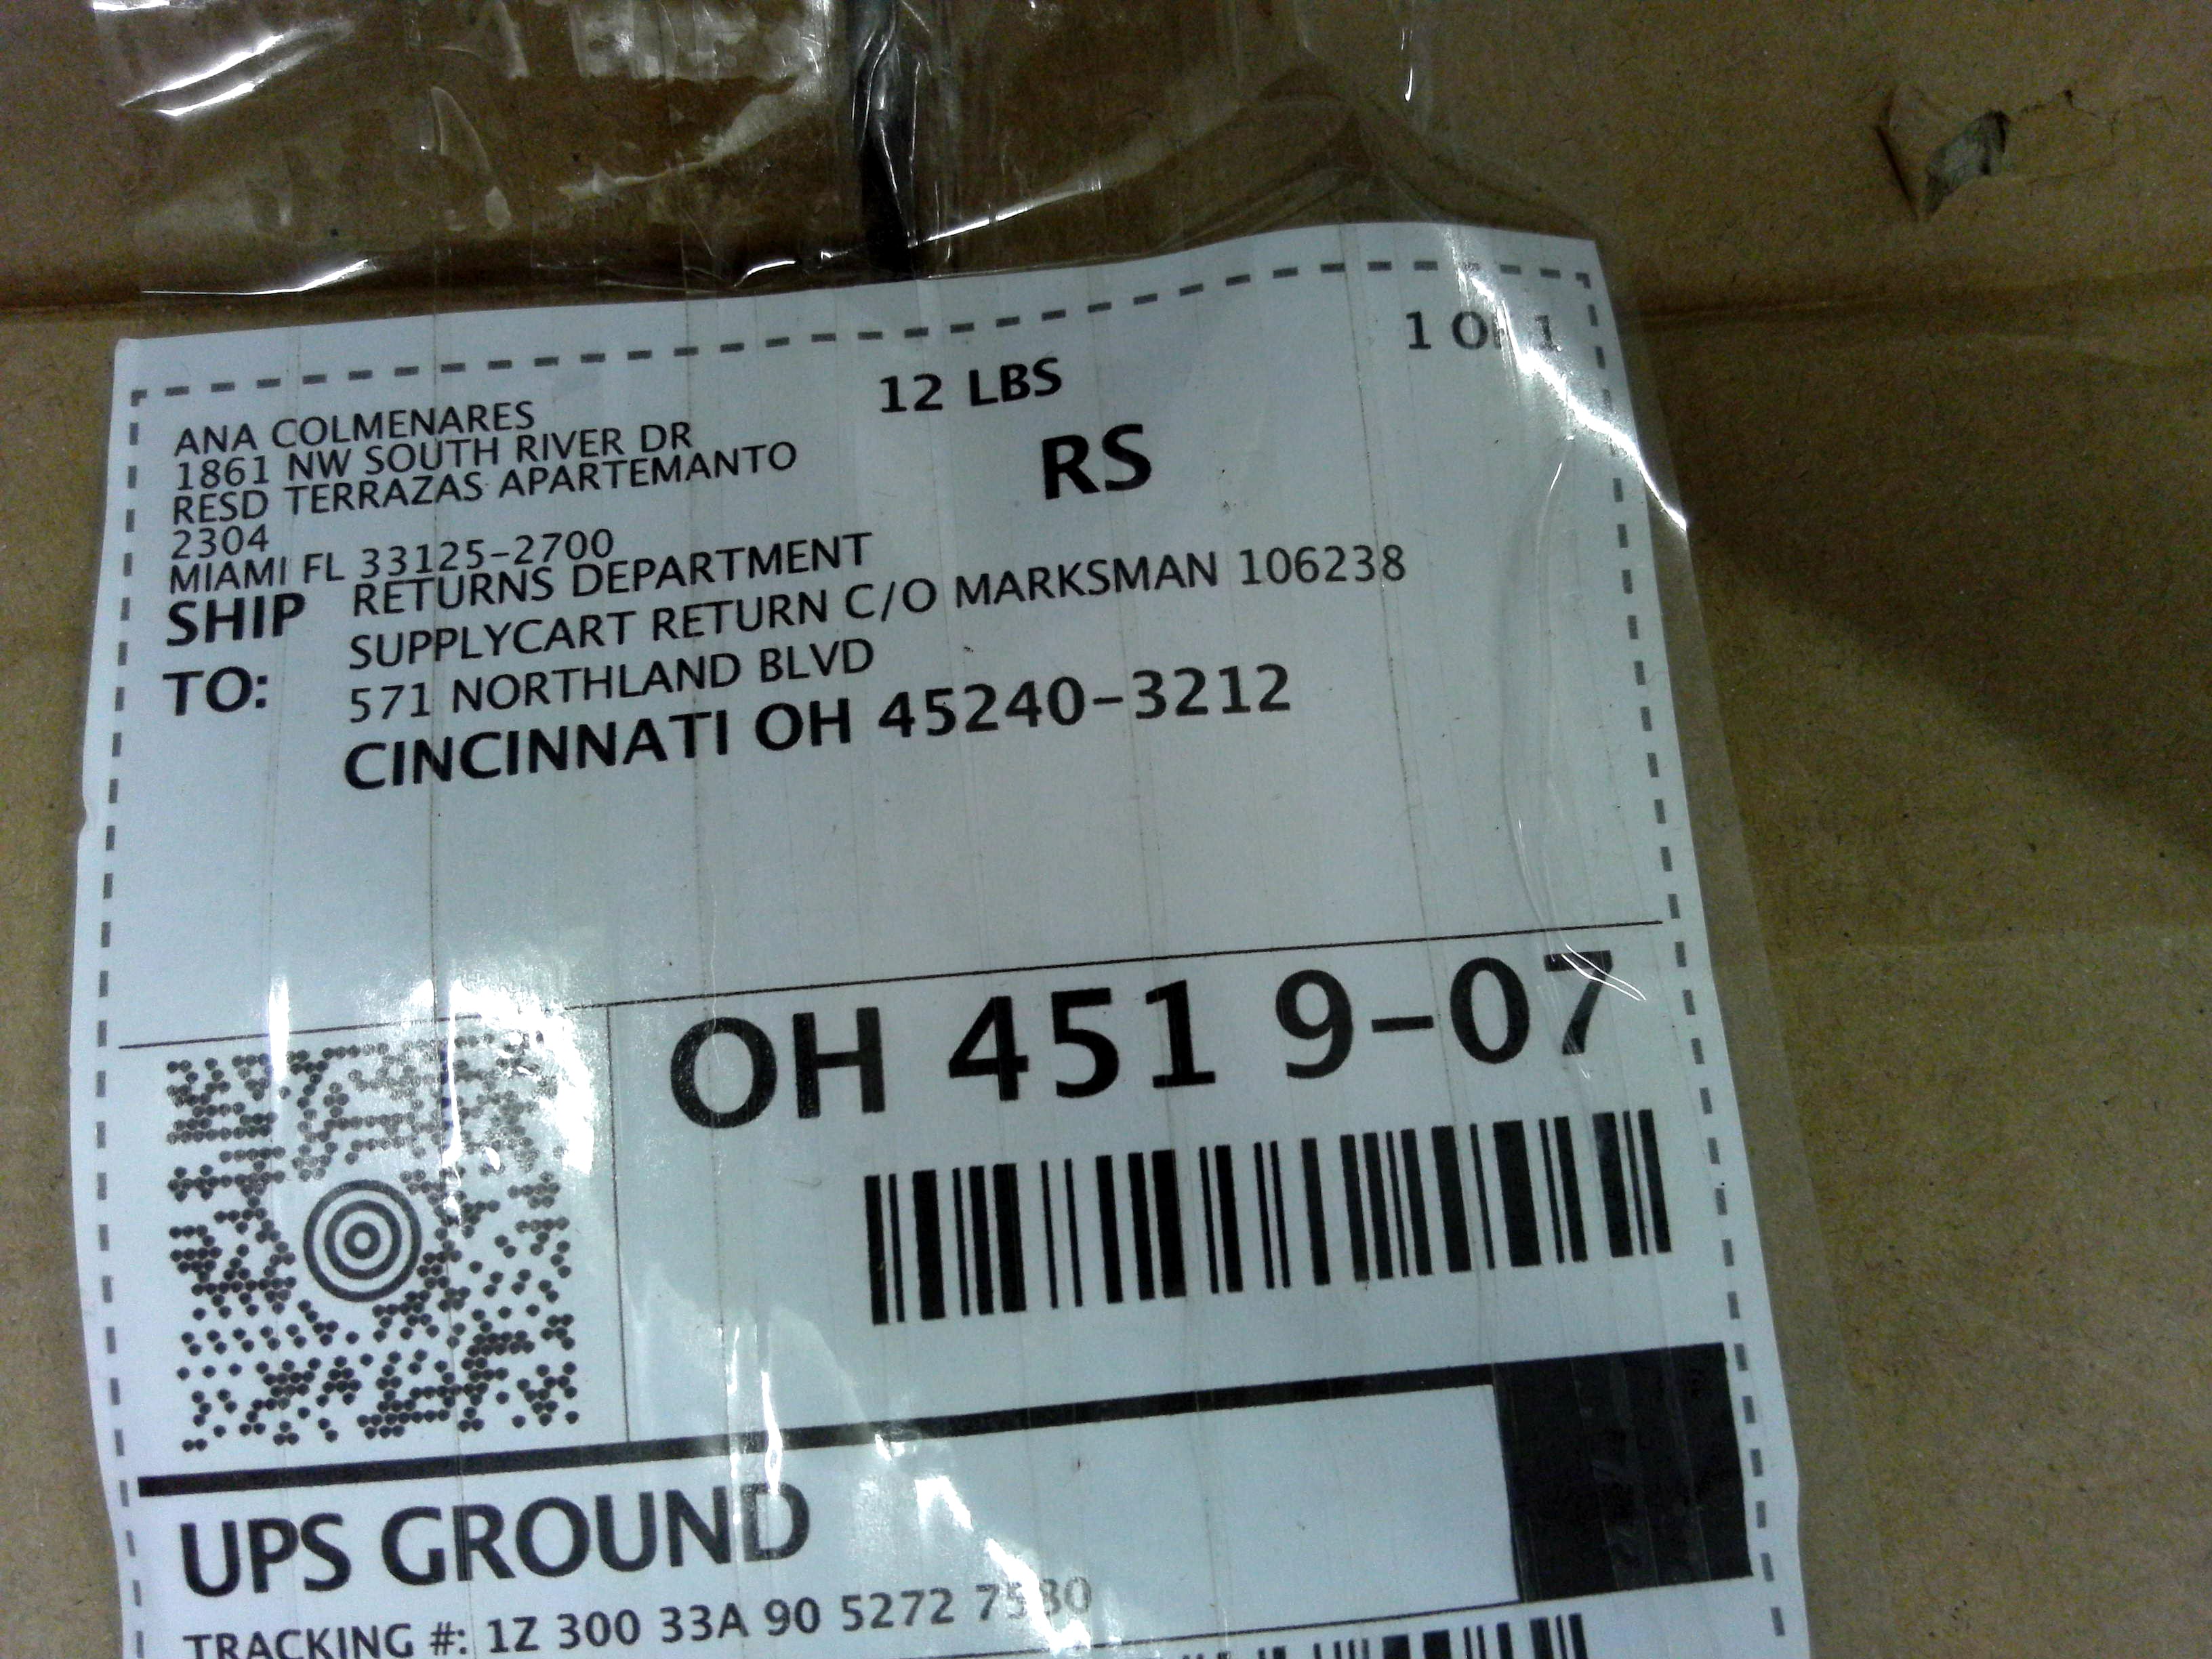 1 OF 1
12 LBS
RS
ANA COLMENARES
1861 NW SOUTH RIVER DR
RESD TERRAZAS APARTEMANTO
2304
MIAMI FL 33125-2700
SHIP TO:
RETURNS DEPARTMENT
SUPPLYCART RETURN C/O MARKSMAN 106238
571 NORTHLAND BLVD
CINCINNATI OH 45240-3212
OH 451 9-07
UPS GROUND
TRACKING #: 1Z 300 33A 90 5272